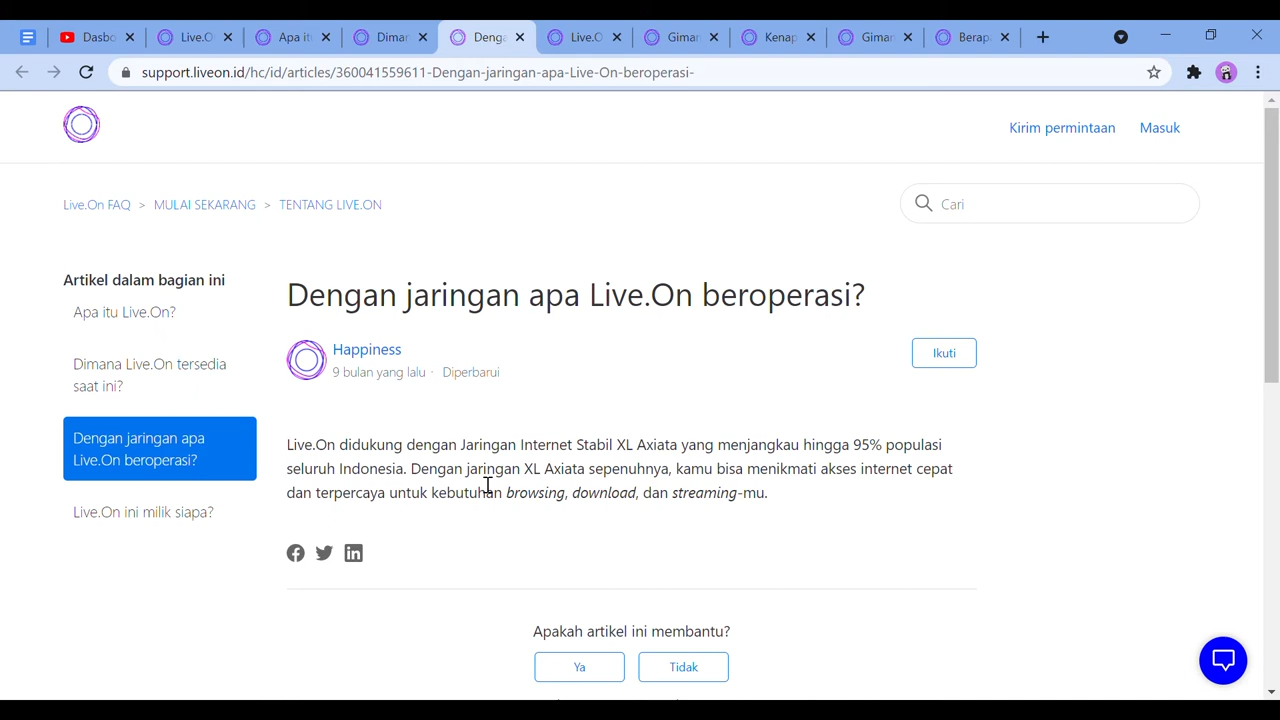 Dasbo
Live.O
Apa it
Diman
Denga
Live.O
Giman
Kenap
Giman
Berap
support.liveon.id/hc/id/articles/360041559611-Dengan-jaringan-apa-Live-On-beroperasi-
Kirim permintaan
Masuk
Live.On FAQ > MULAI SEKARANG > TENTANG LIVE.ON
Cari
Artikel dalam bagian ini
Apa itu Live.On?
Dimana Live.On tersedia
saat ini?
Dengan jaringan apa
Live.On beroperasi?
Live.On ini milik siapa?
Dengan jaringan apa Live.On beroperasi?
Happiness
9 bulan yang lalu · Diperbarui
Ikuti
Live.On didukung dengan Jaringan Internet Stabil XL Axiata yang menjangkau hingga 95% populasi
seluruh Indonesia. Dengan jaringan XL Axiata sepenuhnya, kamu bisa menikmati akses internet cepat
dan terpercaya untuk kebutuhan browsing, download, dan streaming-mu.
Apakah artikel ini membantu?
Ya
Tidak